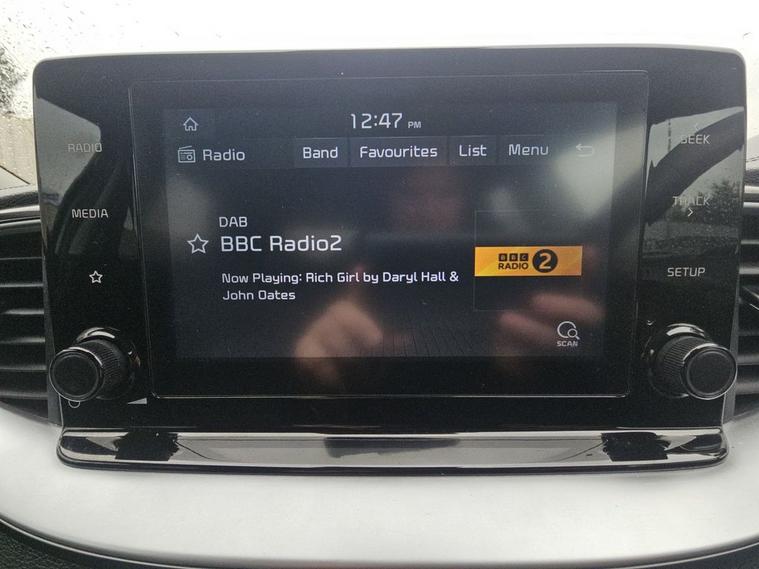 12:47 PM
RADIO
Radio
Band
Favourites
List
Menu
SEEK
MEDIA
TRACK
DAB
BBC Radio2
BBC
RADIO 2
Now Playing: Rich Girl by Daryl Hall &
John Oates
SETUP
SCAN